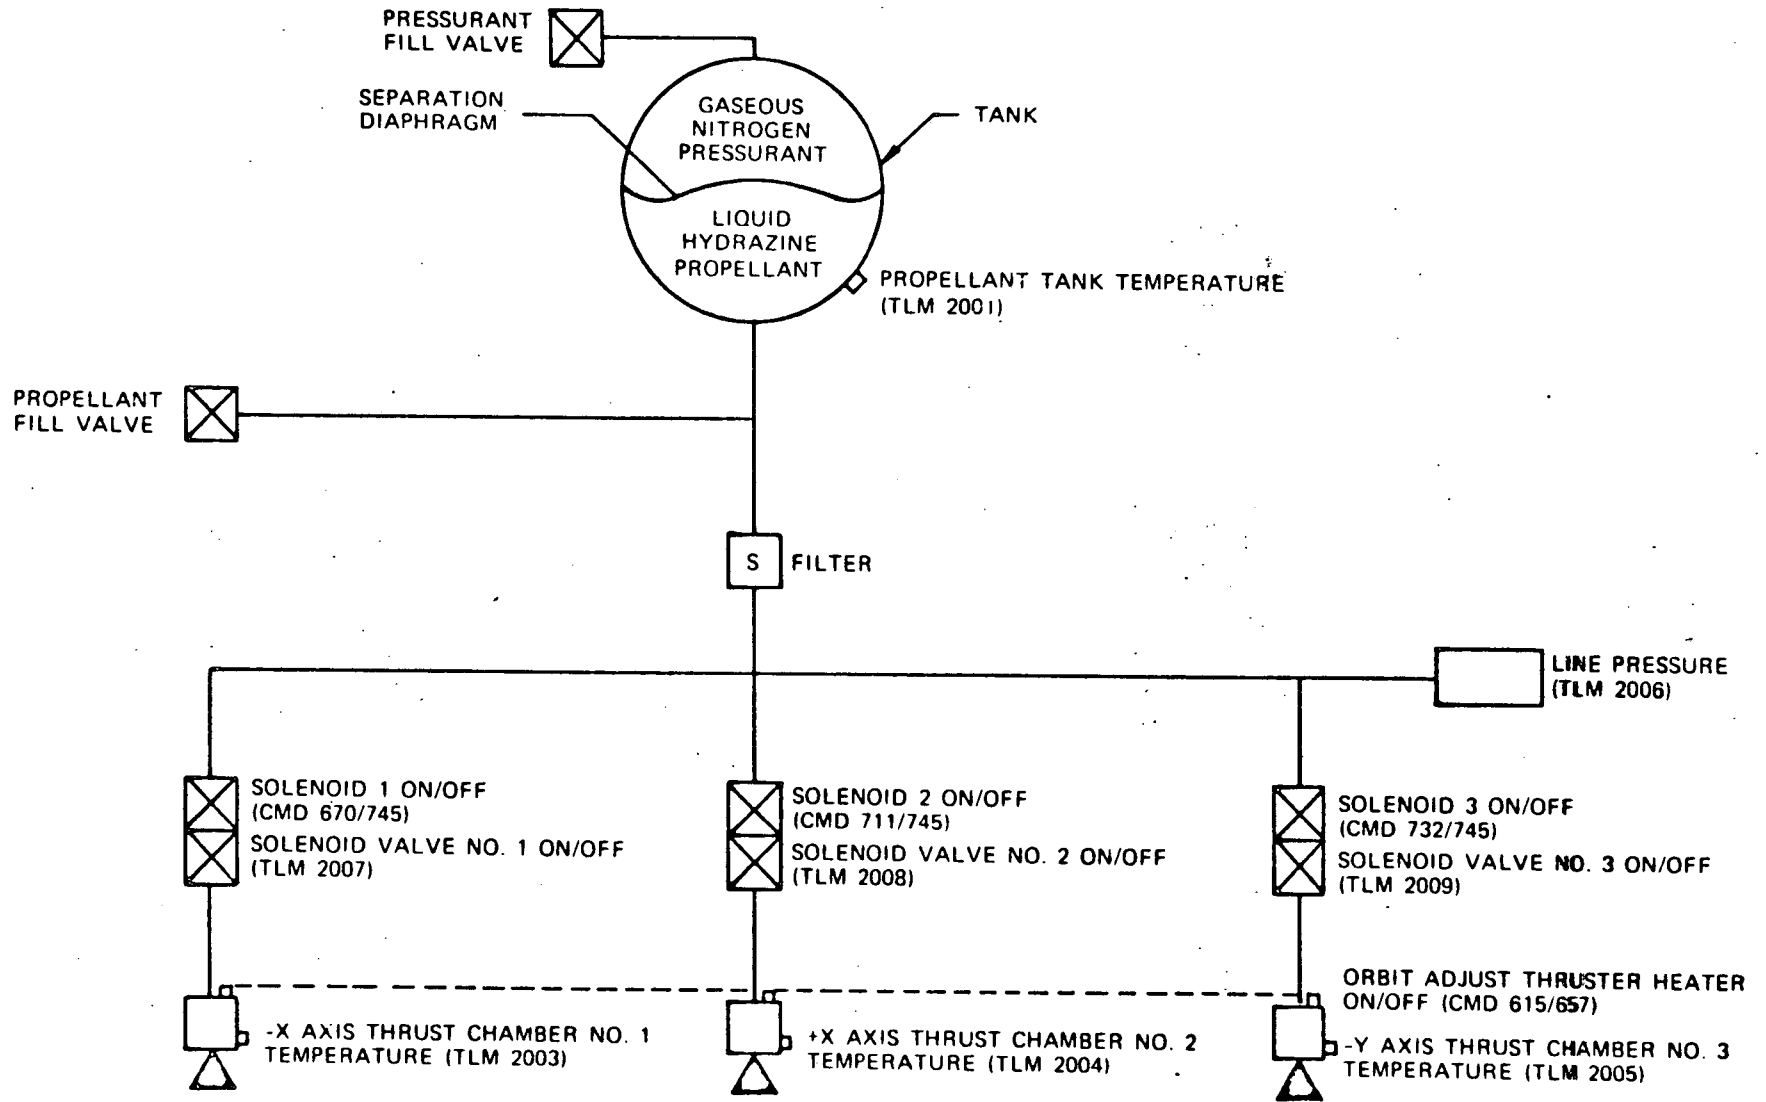 PRESSURANT
FILL VALVE
SEPARATION
DIAPHRAGM
GASEOUS
NITROGEN
PRESSURANT
TANK
LIQUID
HYDRAZINE
PROPELLANT
PROPELLANT TANK TEMPERATURE
(TLM 2001)
PROPELLANT
FILL VALVE
S
FILTER
LINE PRESSURE
(TLM 2006)
SOLENOID 1 ON/OFF
(CMD 670/745)
SOLENOID VALVE NO. 1 ON/OFF
(TLM 2007)
SOLENOID 2 ON/OFF
(CMD 711/745)
SOLENOID VALVE NO. 2 ON/OFF
(TLM 2008)
SOLENOID 3 ON/OFF
(CMD 732/745)
SOLENOID VALVE NO. 3 ON/OFF
(TLM 2009)
ORBIT ADJUST THRUSTER HEATER
ON/OFF (CMD 615/657)
-X AXIS THRUST CHAMBER NO. 1
TEMPERATURE (TLM 2003)
+X AXIS THRUST CHAMBER NO. 2
TEMPERATURE (TLM 2004)
-Y AXIS THRUST CHAMBER NO. 3
TEMPERATURE (TLM 2005)